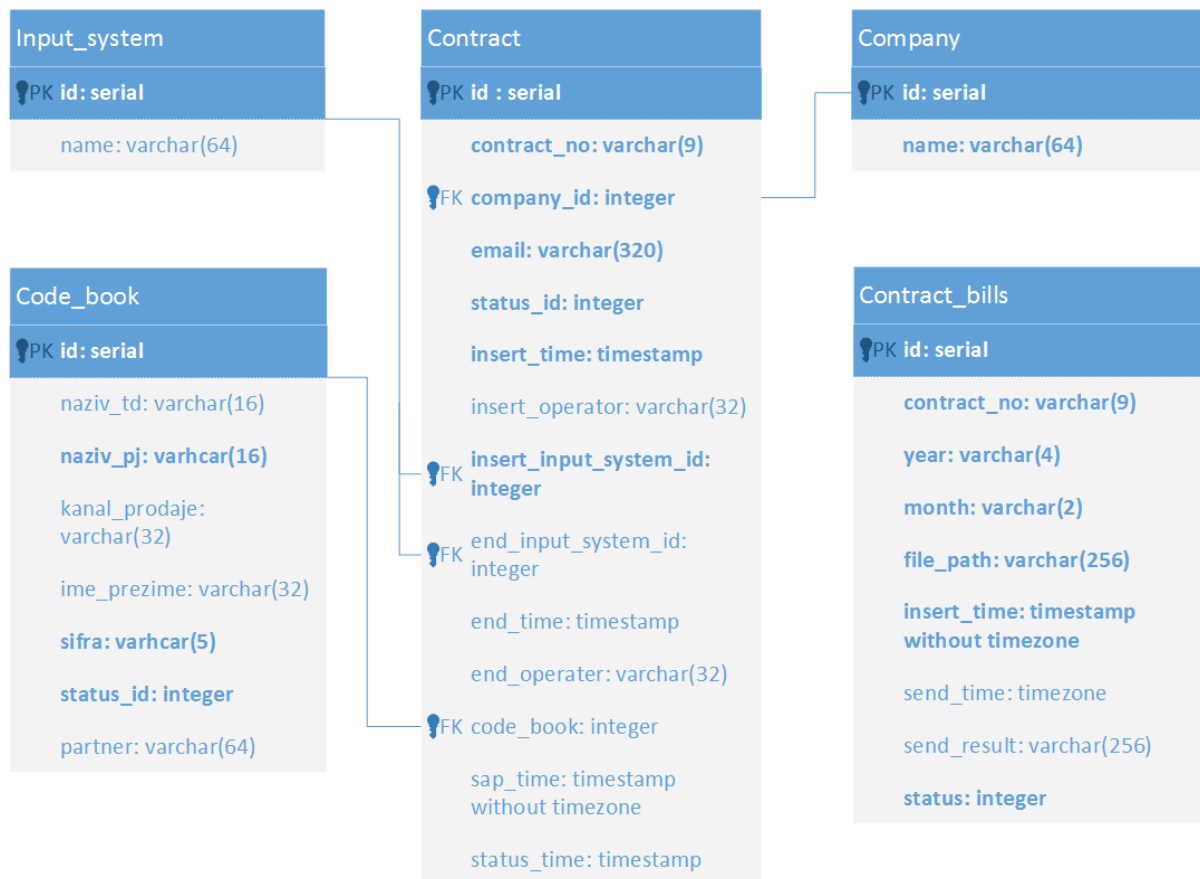 Input_system
PK id: serial
name: varchar(64)
Code_book
PK id: serial
naziv_td: varchar(16)
naziv_pj: varhcar(16)
kanal_prodaje:
varchar(32)
ime_prezime: varchar(32)
sifra: varhcar(5)
status_id: integer
partner: varchar(64)
Contract
PK id : serial
contract_no: varchar(9)
FK company_id: integer
email: varchar(320)
status_id: integer
insert_time: timestamp
insert_operator: varchar(32)
FK insert_input_system_id:
integer
FK end_input_system_id:
integer
end_time: timestamp
end_operater: varchar(32)
FK code_book: integer
sap_time: timestamp
without timezone
status_time: timestamp
Company
PK id: serial
name: varchar(64)
Contract_bills
PK id: serial
contract_no: varchar(9)
year: varchar(4)
month: varchar(2)
file_path: varchar(256)
insert_time: timestamp
without timezone
send_time: timezone
send_result: varchar(256)
status: integer